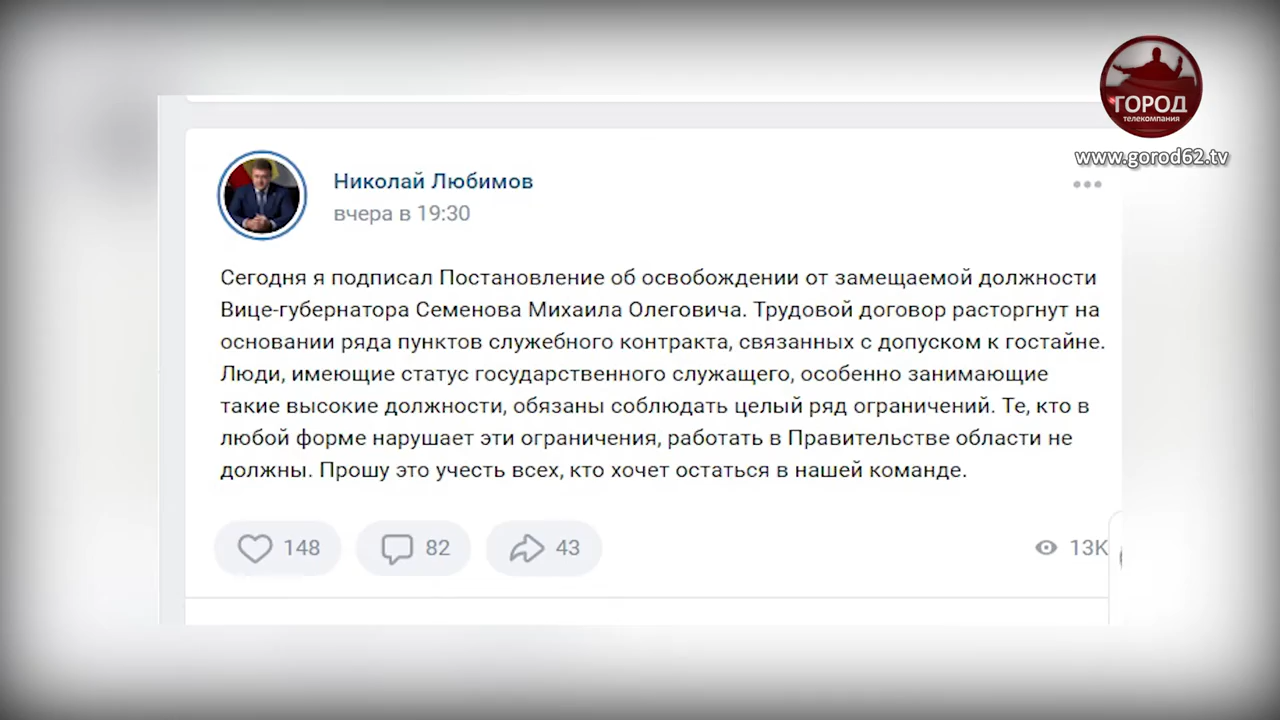 ГОРОД
телекомпания
www.gorod62.tv
Николай Любимов
вчера в 19:30
Сегодня я подписал Постановление об освобождении от замещаемой должности
Вице-губернатора Семенова Михаила Олеговича. Трудовой договор расторгнут на
основании ряда пунктов служебного контракта, связанных с допуском к гостайне.
Люди, имеющие статус государственного служащего, особенно занимающие
такие высокие должности, обязаны соблюдать целый ряд ограничений. Те, кто в
любой форме нарушает эти ограничения, работать в Правительстве области не
должны. Прошу это учесть всех, кто хочет остаться в нашей команде.
148 82 43 13K